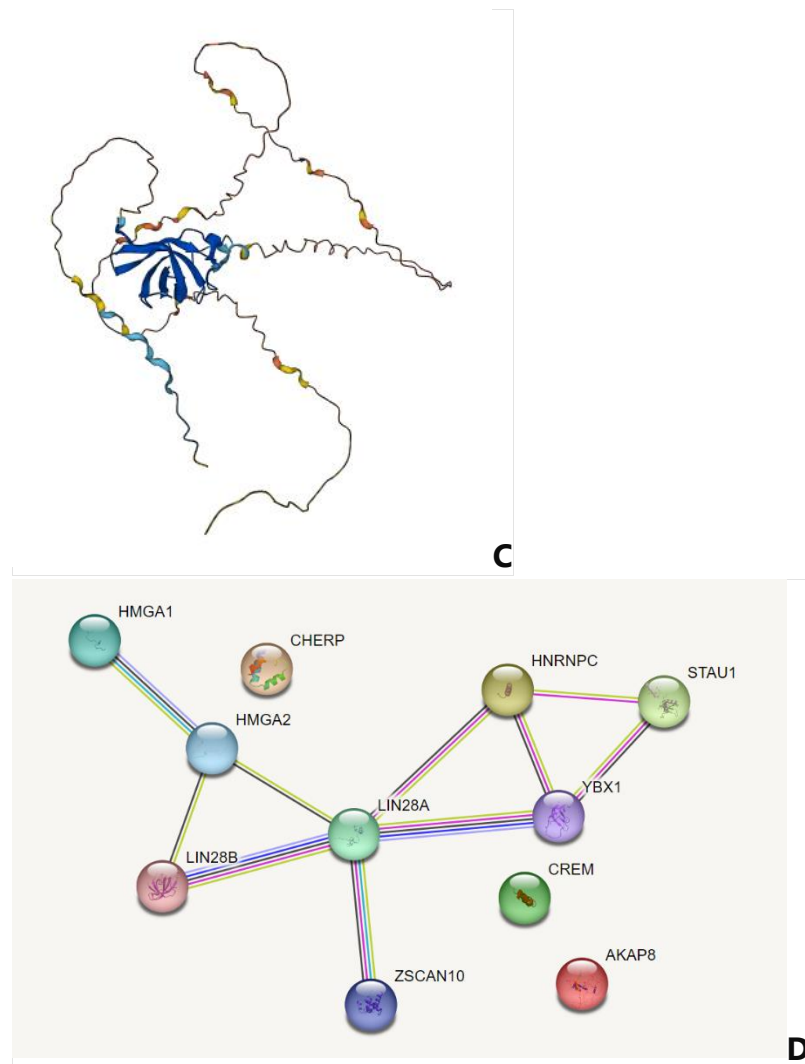 C
HMGA1
CHERP
HNRNPC
STAU1
HMGA2
YBX1
LIN28A
LIN28B
CREM
AKAP8
ZSCAN10
D